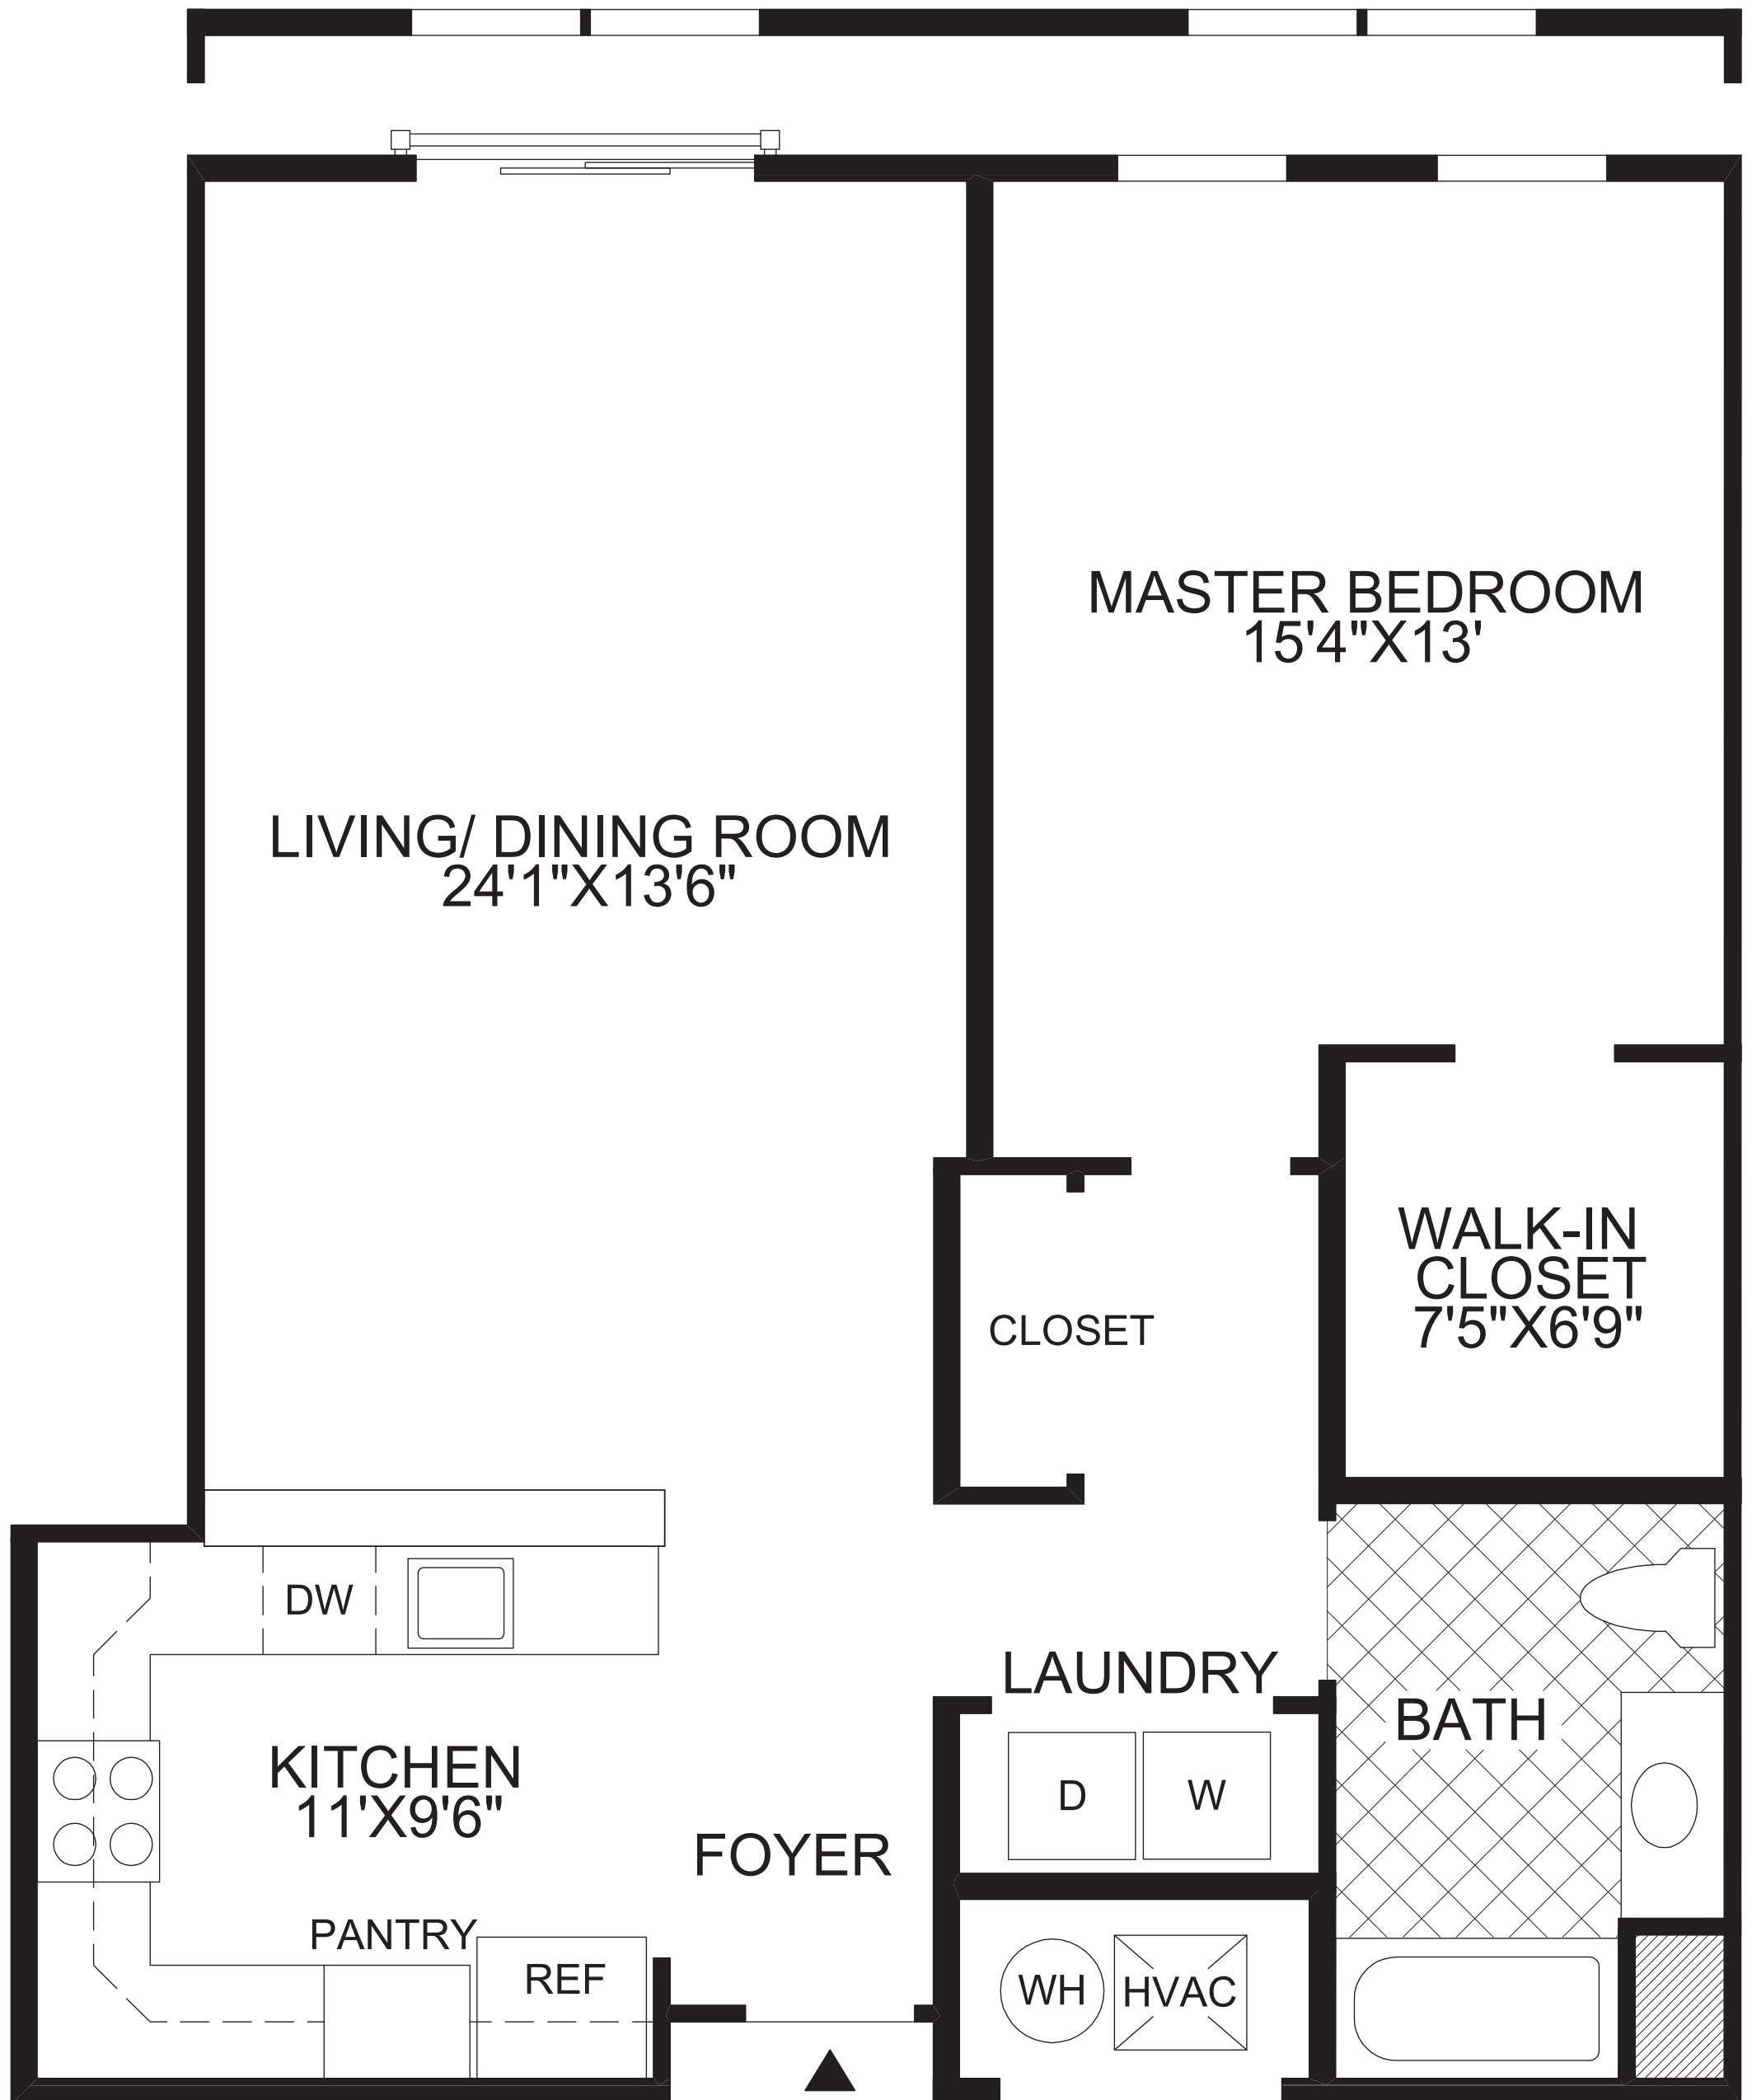 MASTER BEDROOM
15'4"X13'
LIVING/ DINING ROOM
24'1"X13'6"
WALK-IN
CLOSET
7'5"X6'9"
CLOSET
DW
LAUNDRY
BATH
KITCHEN
11'X9'6"
D
W
FOYER
PANTRY
REF
WH
HVAC